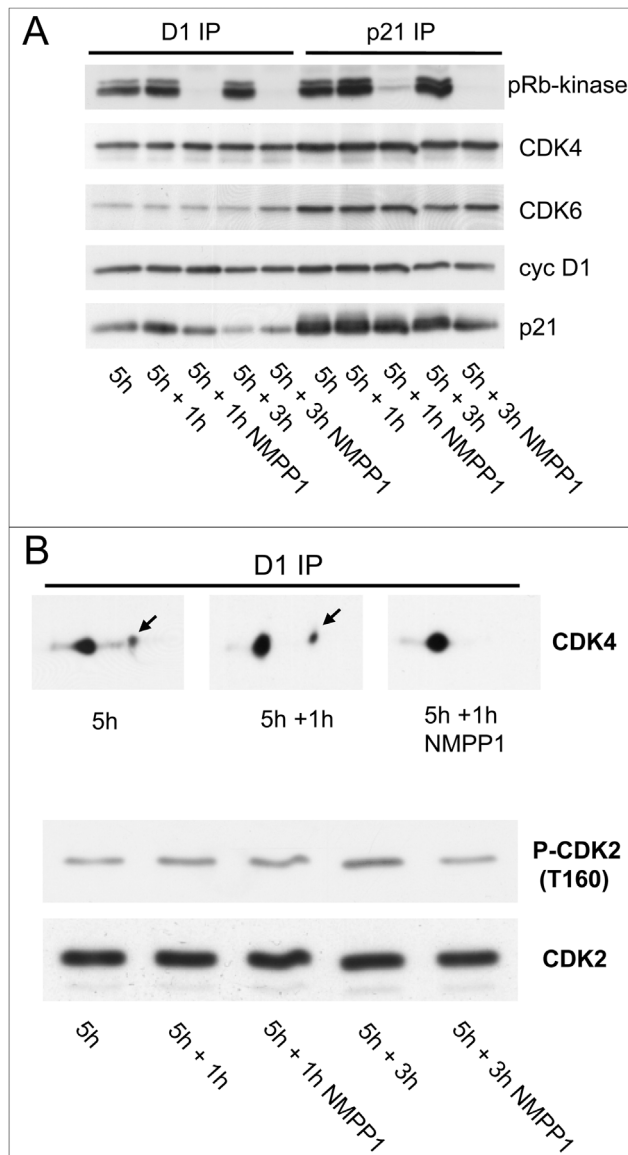 A
D1 IP
p21 IP
pRb-kinase
CDK4
CDK6
cyc D1
p21
5h
5h + 1h
5h + 1h NMPP1
5h + 3h
5h + 3h NMPP1
5h
5h + 1h
5h + 1h NMPP1
5h + 3h
5h + 3h NMPP1
B
D1 IP
CDK4
5h
5h +1h
5h +1h
NMPP1
P-CDK2
(T160)
CDK2
5h
5h + 1h
5h + 1h NMPP1
5h + 3h
5h + 3h NMPP1